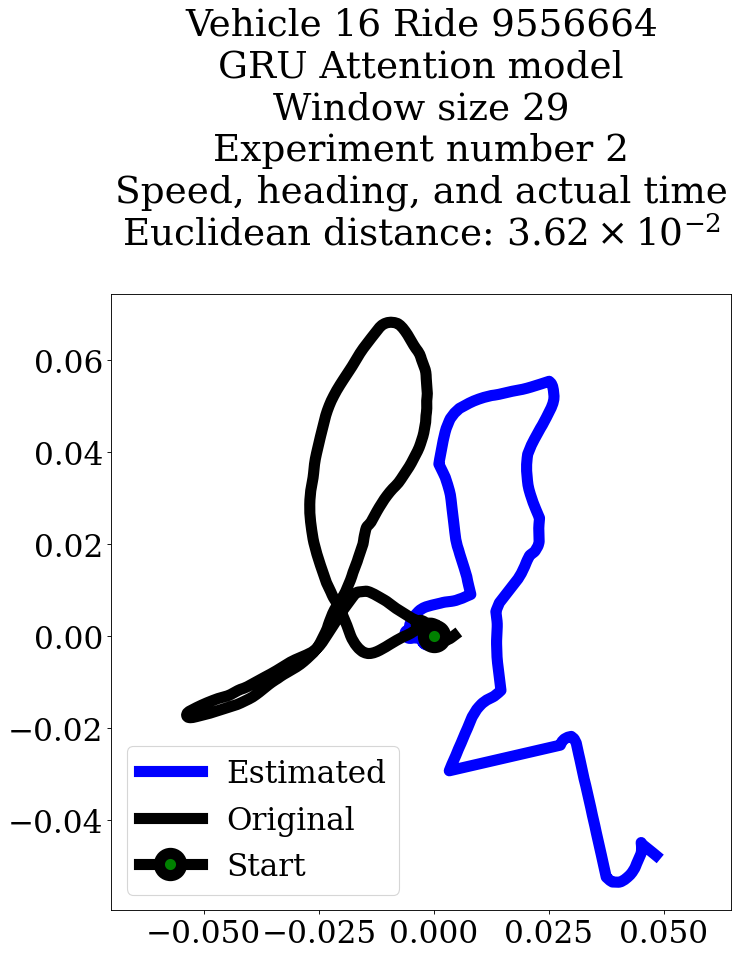 Vehicle 16 Ride 9556664
GRU Attention model
Window size 29
Experiment number 2
Speed, heading, and actual time
Euclidean distance: 3.62 × 10⁻²
0.06
0.04
0.02
0.00
−0.02
−0.04
Estimated
Original
Start
−0.050 −0.025 0.000 0.025 0.050